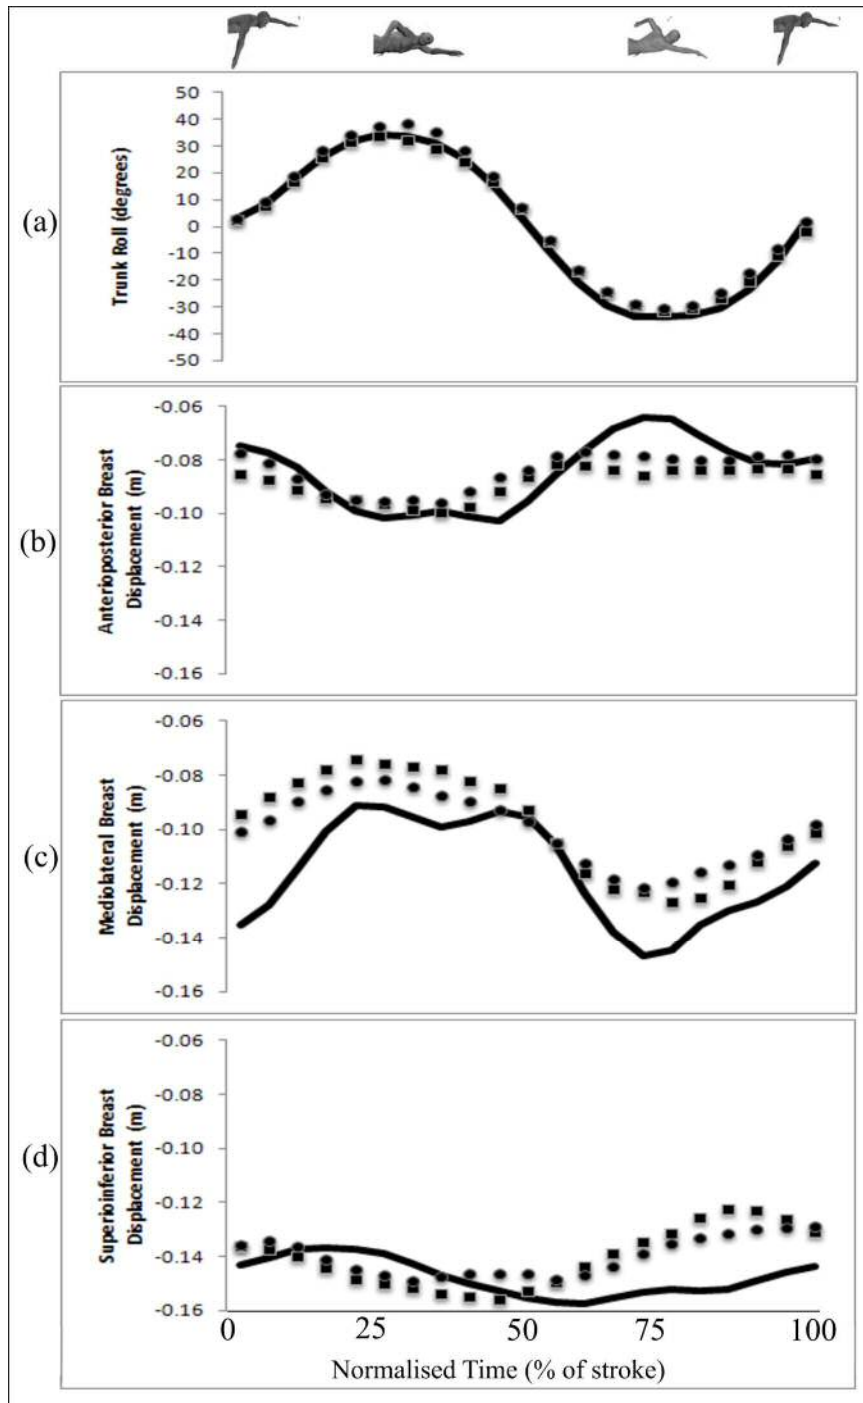 (a)
Trunk Roll (degrees)
50
40
30
20
10
0
-10
-20
-30
-40
-50
(b)
Anterioposterior Breast
Displacement (m)
-0.06
-0.08
-0.10
-0.12
-0.14
-0.16
(c)
Mediolateral Breast
Displacement (m)
-0.06
-0.08
-0.10
-0.12
-0.14
-0.16
(d)
Superioinferior Breast
Displacement (m)
-0.06
-0.08
-0.10
-0.12
-0.14
-0.16
0 25 50 75 100
Normalised Time (% of stroke)